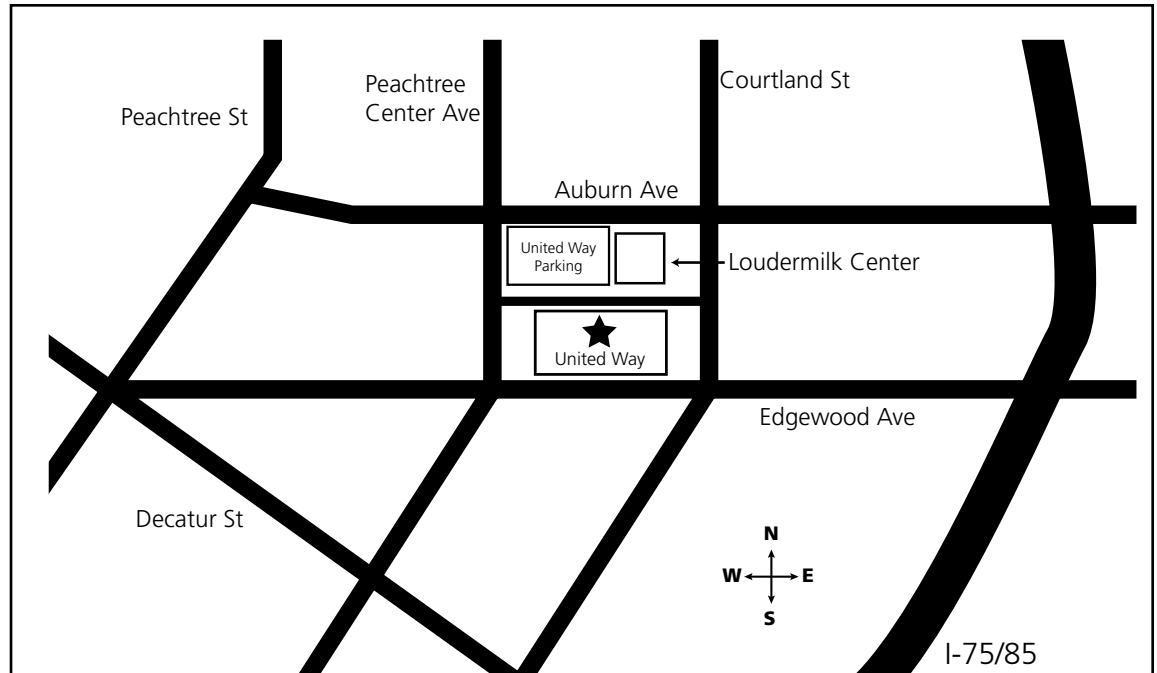 Peachtree
Center Ave
Courtland St
Peachtree St
Auburn Ave
United Way
Parking
Loudermilk Center
United Way
Edgewood Ave
Decatur St
N
W
E
S
I-75/85